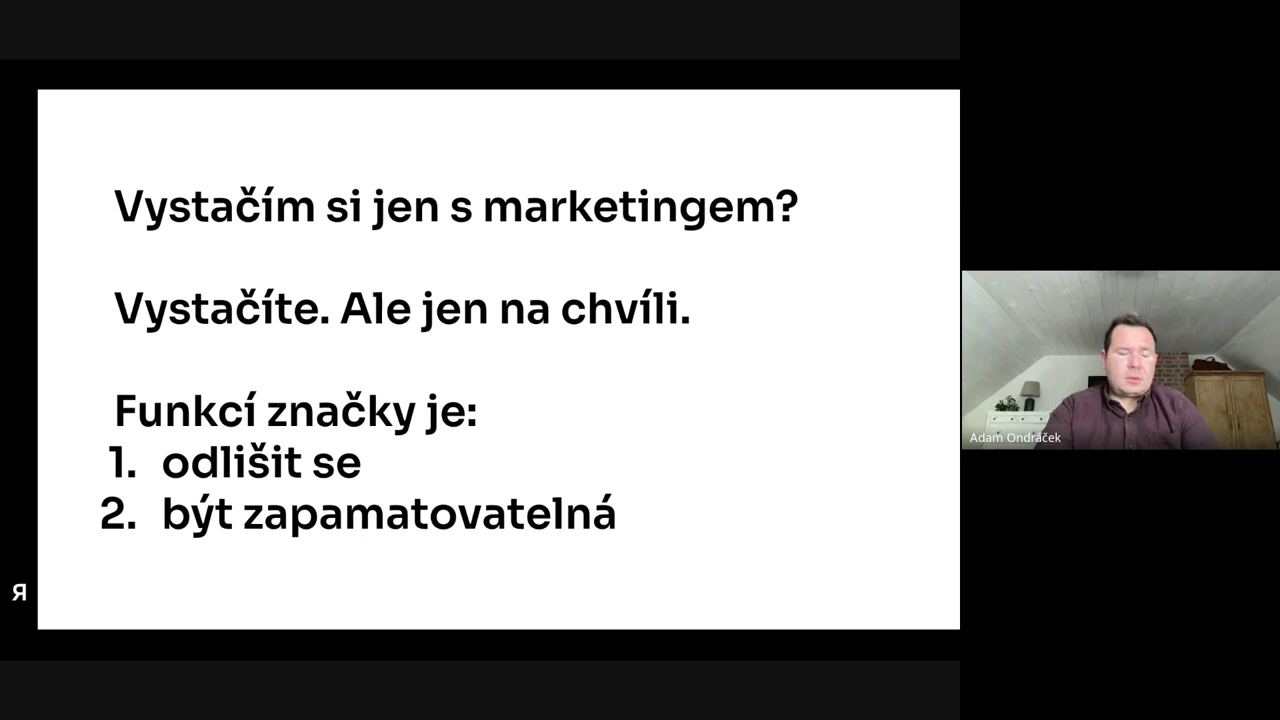 Vystačím si jen s marketingem?
Vystačíte. Ale jen na chvíli.
Funkcí značky je:
1. odlišit se
2. být zapamatovatelná
Я
Adam Ondráček